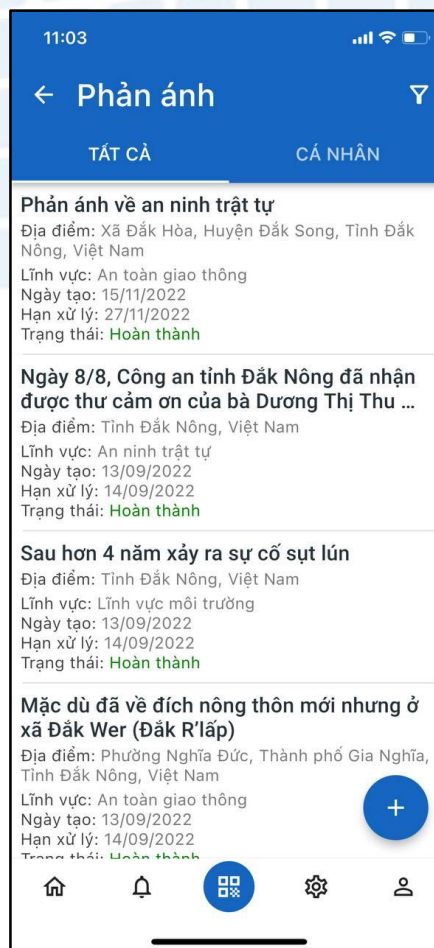 11:03
Phản ánh
TẤT CẢ
CÁ NHÂN
Phản ánh về an ninh trật tự
Địa điểm: Xã Đắk Hòa, Huyện Đắk Song, Tỉnh Đắk
Nông, Việt Nam
Lĩnh vực: An toàn giao thông
Ngày tạo: 15/11/2022
Hạn xử lý: 27/11/2022
Trạng thái: Hoàn thành
Ngày 8/8, Công an tỉnh Đắk Nông đã nhận
được thư cảm ơn của bà Dương Thị Thu ...
Địa điểm: Tỉnh Đắk Nông, Việt Nam
Lĩnh vực: An ninh trật tự
Ngày tạo: 13/09/2022
Hạn xử lý: 14/09/2022
Trạng thái: Hoàn thành
Sau hơn 4 năm xảy ra sự cố sụt lún
Địa điểm: Tỉnh Đắk Nông, Việt Nam
Lĩnh vực: Lĩnh vực môi trường
Ngày tạo: 13/09/2022
Hạn xử lý: 14/09/2022
Trạng thái: Hoàn thành
Mặc dù đã về đích nông thôn mới nhưng ở
xã Đắk Wer (Đắk R'lấp)
Địa điểm: Phường Nghĩa Đức, Thành phố Gia Nghĩa,
Tỉnh Đắk Nông, Việt Nam
Lĩnh vực: An toàn giao thông
Ngày tạo: 13/09/2022
Hạn xử lý: 14/09/2022
Trạng thái: Hoàn thành